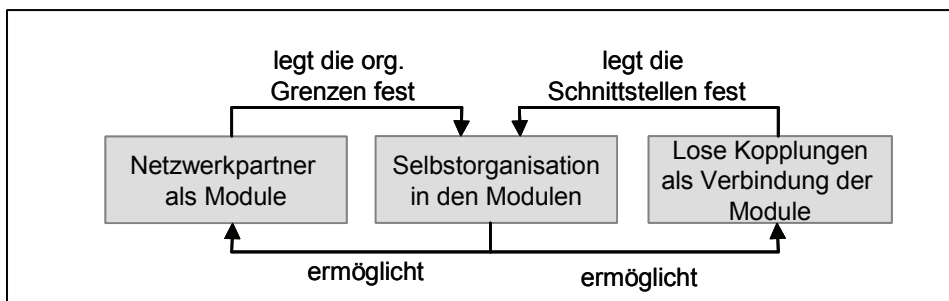 legt die org.
Grenzen fest
legt die
Schnittstellen fest
Netzwerkpartner
als Module
Selbstorganisation
in den Modulen
Lose Kopplungen
als Verbindung der
Module
ermöglicht
ermöglicht